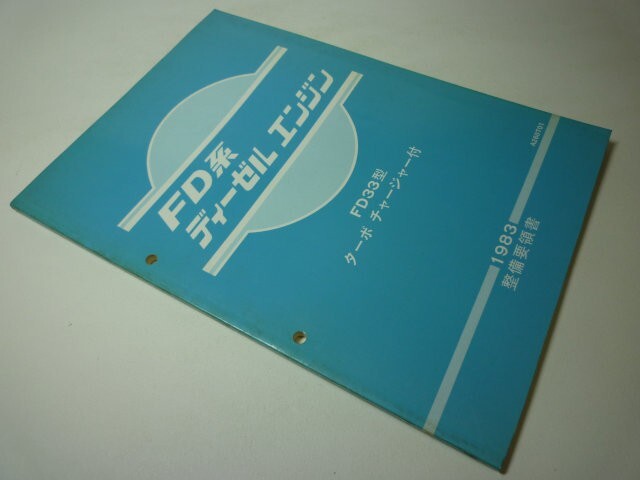 FD系
ディーゼル エンジン
FD33型
ターボ チャージャー付
A260701
1983
整備要領書